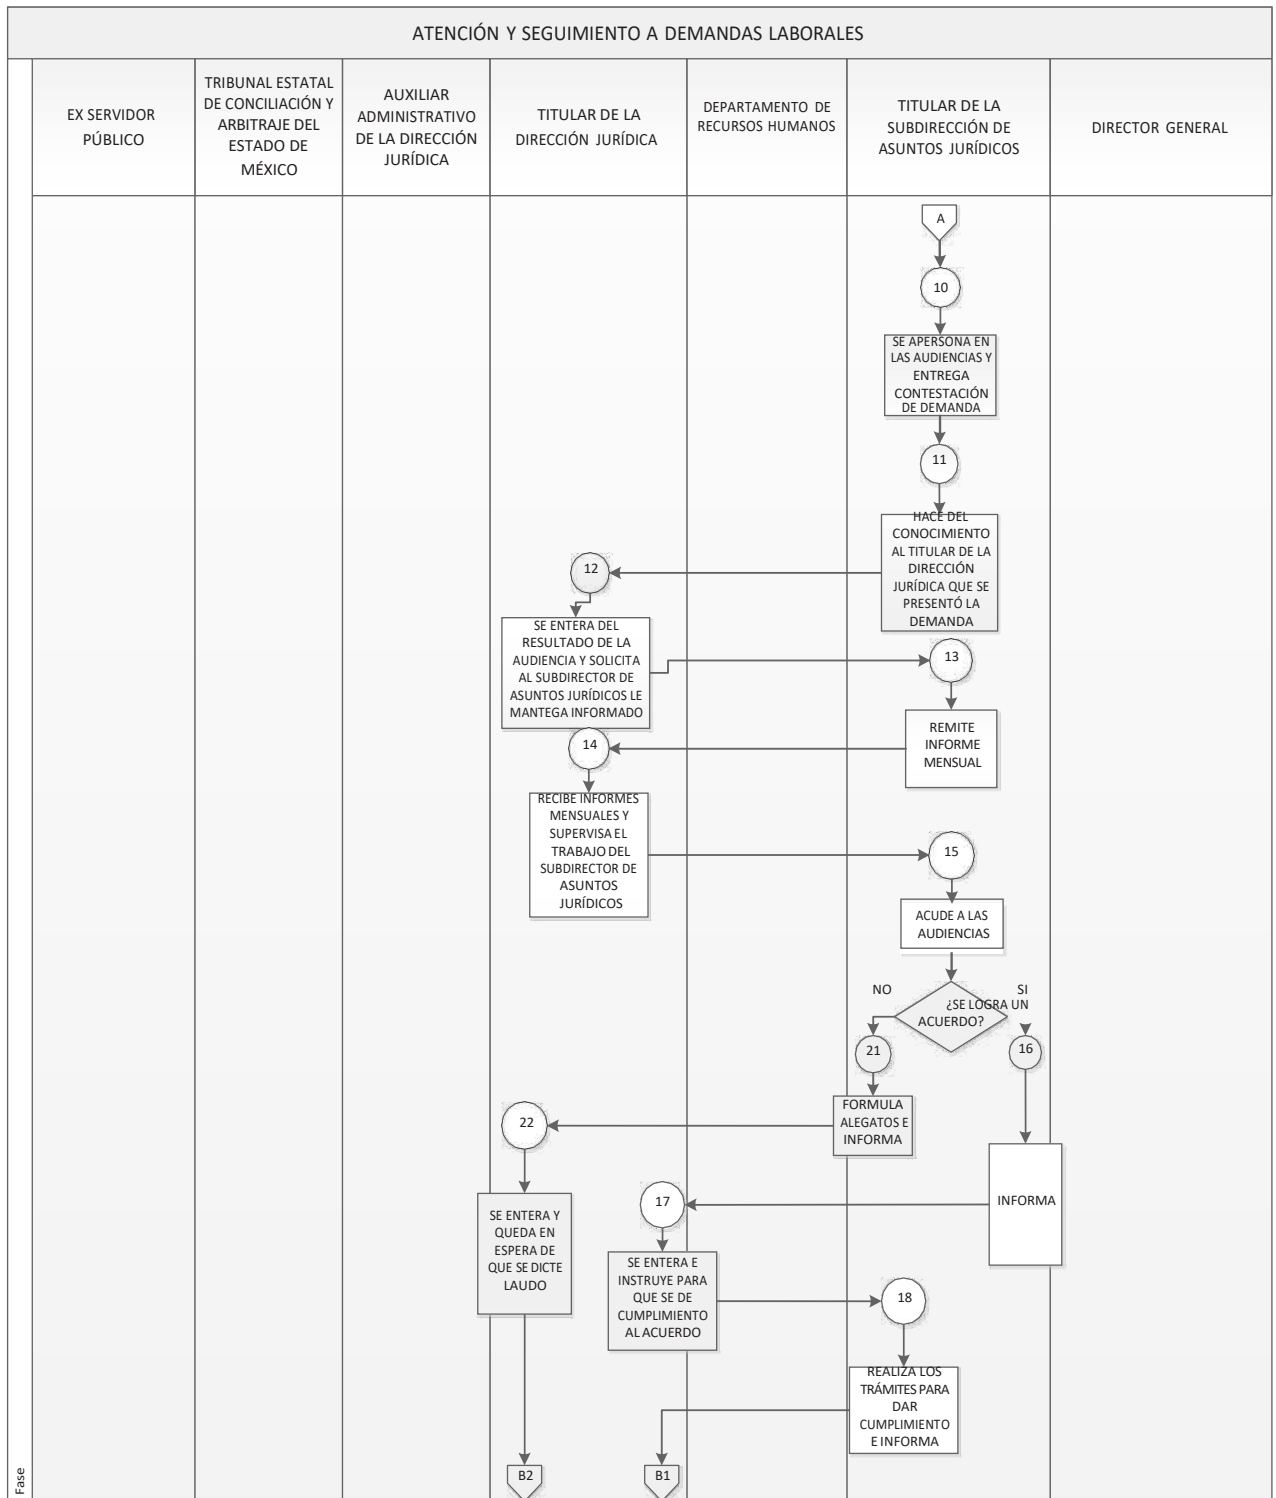 ATENCIÓN Y SEGUIMIENTO A DEMANDAS LABORALES
EX SERVIDOR
PÚBLICO
TRIBUNAL ESTATAL
DE CONCILIACIÓN Y
ARBITRAJE DEL
ESTADO DE
MÉXICO
AUXILIAR
ADMINISTRATIVO
DE LA DIRECCIÓN
JURÍDICA
TITULAR DE LA
DIRECCIÓN JURÍDICA
DEPARTAMENTO DE
RECURSOS HUMANOS
TITULAR DE LA
SUBDIRECCIÓN DE
ASUNTOS JURÍDICOS
DIRECTOR GENERAL
A
10
SE APERSONA EN
LAS AUDIENCIAS Y
ENTREGA
CONTESTACIÓN
DE DEMANDA
11
HACE DEL
CONOCIMIENTO
AL TITULAR DE LA
DIRECCIÓN
JURÍDICA QUE SE
PRESENTÓ LA
DEMANDA
12
SE ENTERA DEL
RESULTADO DE LA
AUDIENCIA Y SOLICITA
AL SUBDIRECTOR DE
ASUNTOS JURÍDICOS LE
MANTEGA INFORMADO
13
REMITE
INFORME
MENSUAL
14
RECIBE INFORMES
MENSUALES Y
SUPERVISA EL
TRABAJO DEL
SUBDIRECTOR DE
ASUNTOS
JURÍDICOS
15
ACUDE A LAS
AUDIENCIAS
NO
SI
¿SE LOGRA UN
ACUERDO?
21
16
FORMULA
ALEGATOS E
INFORMA
22
INFORMA
17
SE ENTERA Y
QUEDA EN
ESPERA DE
QUE SE DICTE
LAUDO
SE ENTERA E
INSTRUYE PARA
QUE SE DE
CUMPLIMIENTO
AL ACUERDO
18
REALIZA LOS
TRÁMITES PARA
DAR
CUMPLIMIENTO
E INFORMA
B2
B1
Fase